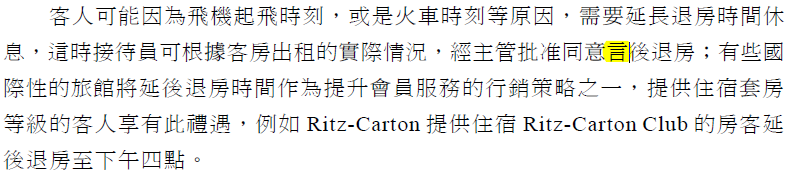 客人可能因為飛機起飛時刻，或是火車時刻等原因，需要延長退房時間休
息，這時接待員可根據客房出租的實際情況，經主管批准同意言後退房；有些國
際性的旅館將延後退房時間作為提升會員服務的行銷策略之一，提供住宿套房
等級的客人享有此禮遇，例如 Ritz-Carton 提供住宿 Ritz-Carton Club 的房客延
後退房至下午四點。